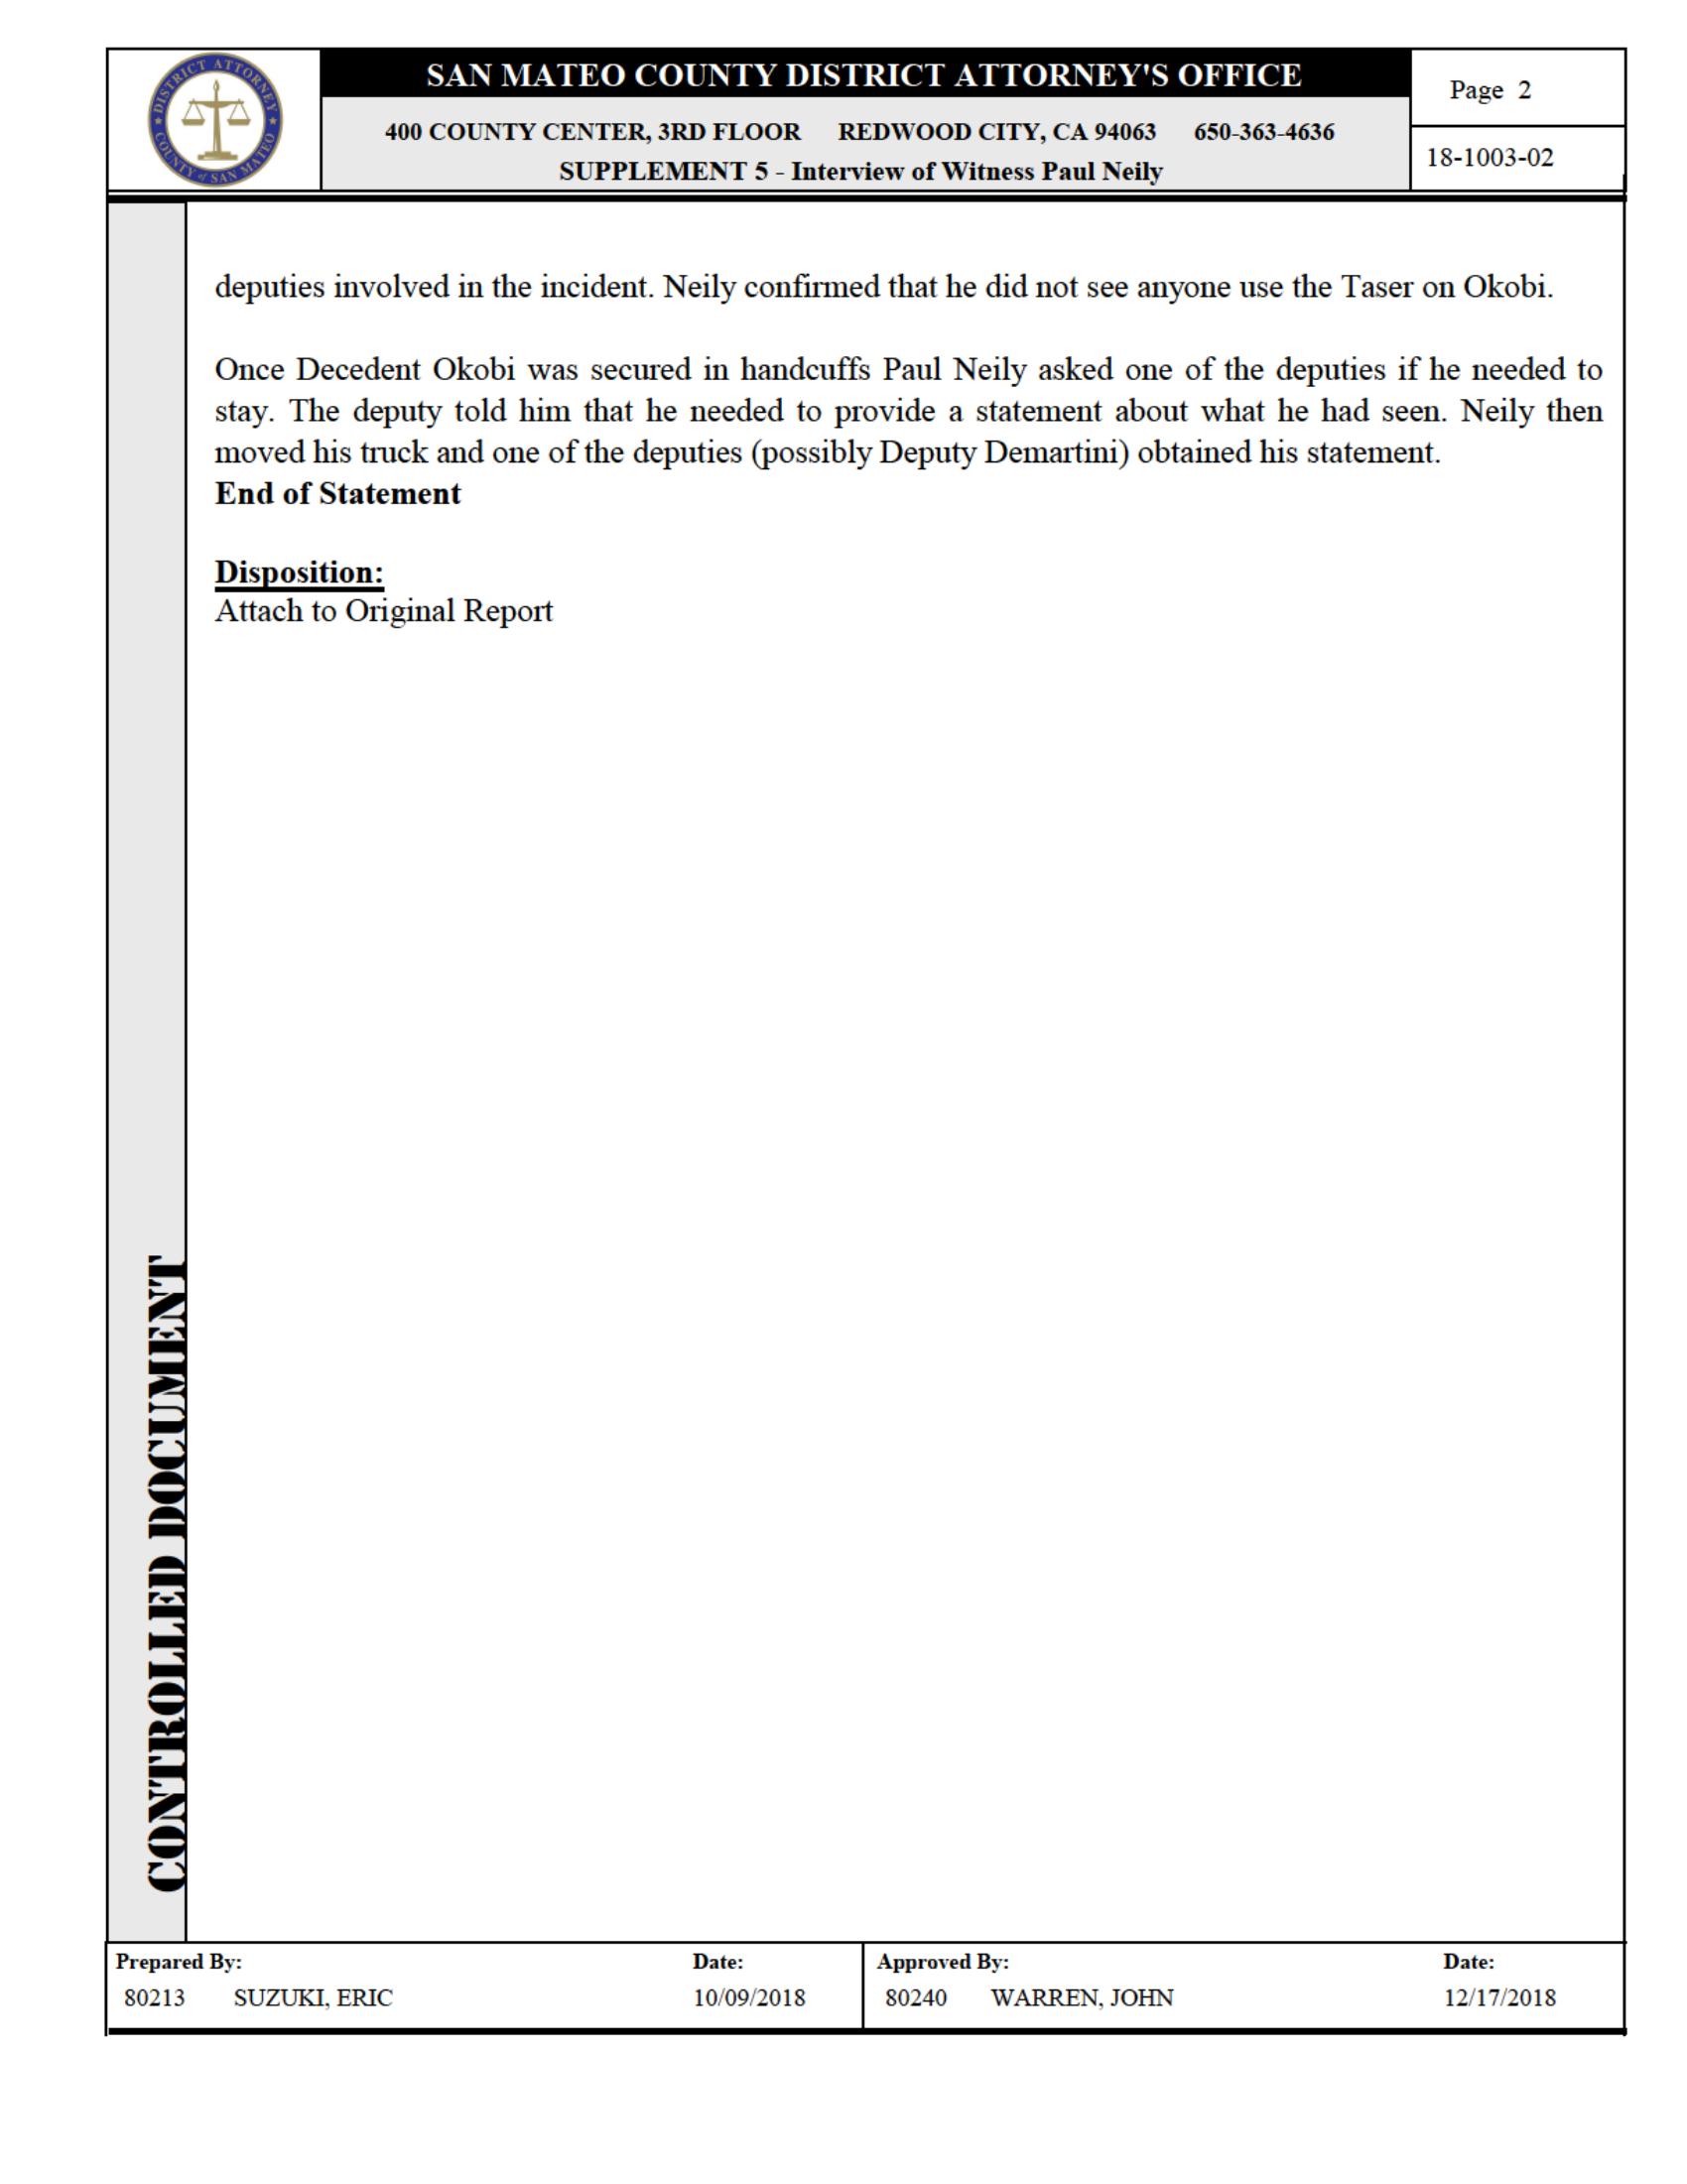 DISTRICT ATTORNEY
COUNTY of SAN MATEO
SAN MATEO COUNTY DISTRICT ATTORNEY'S OFFICE
400 COUNTY CENTER, 3RD FLOOR REDWOOD CITY, CA 94063 650-363-4636
SUPPLEMENT 5 - Interview of Witness Paul Neily
Page 2
18-1003-02
deputies involved in the incident. Neily confirmed that he did not see anyone use the Taser on Okobi.
Once Decedent Okobi was secured in handcuffs Paul Neily asked one of the deputies if he needed to
stay. The deputy told him that he needed to provide a statement about what he had seen. Neily then
moved his truck and one of the deputies (possibly Deputy Demartini) obtained his statement.
End of Statement
Disposition:
Attach to Original Report
CONTROLLED DOCUMENT
Prepared By: Date: Approved By: Date:
80213 SUZUKI, ERIC 10/09/2018 80240 WARREN, JOHN 12/17/2018